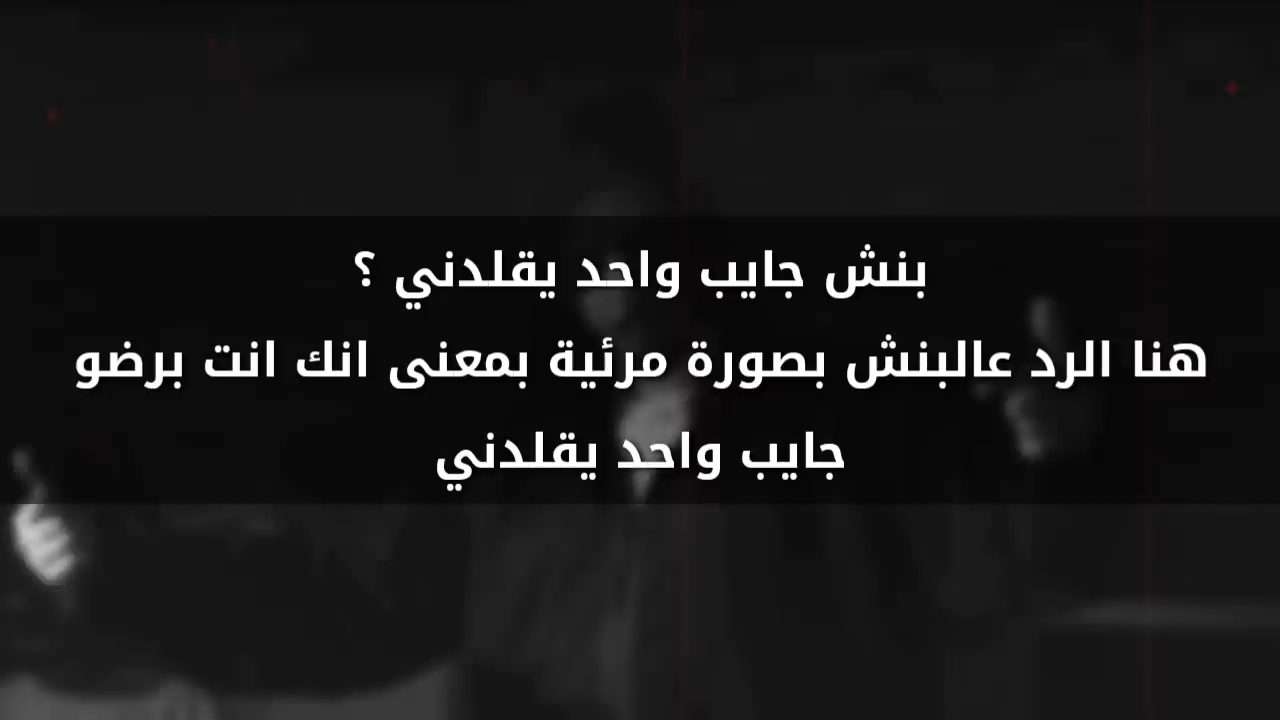 بنش جايب واحد يقلدني ؟
هنا الرد عالبنش بصورة مرئية بمعنى انك انت برضو
جايب واحد يقلدني